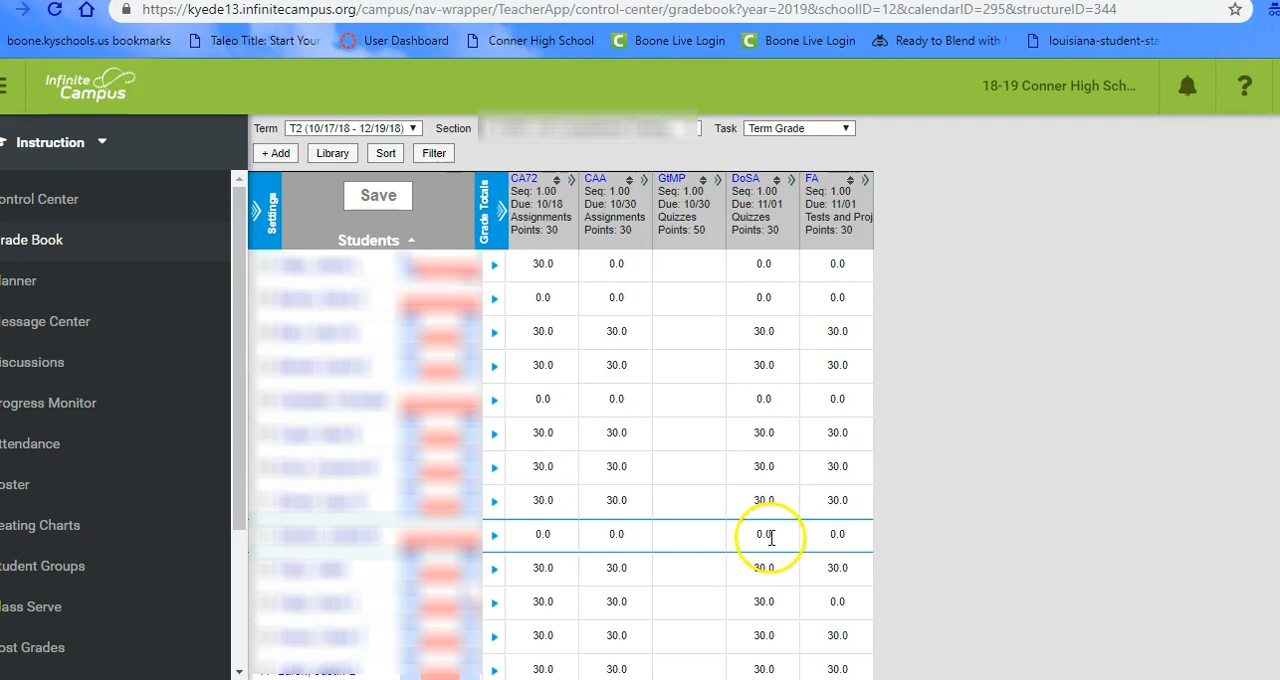 https://kyede13.infinitecampus.org/campus/nav-wrapper/TeacherApp/control-center/gradebook?year=2019&schoolID=12&calendarID=295&structureID=344
boone.kyschools.us bookmarks Taleo Title: Start Your User Dashboard Conner High School C Boone Live Login C Boone Live Login Ready to Blend with louisiana-student-sta
Infinite
Campus
18-19 Conner High Sch...
?
Instruction
Term T2 (10/17/18 - 12/19/18) Section Task Term Grade
+ Add Library Sort Filter
ontrol Center
rade Book
lanner
essage Center
iscussions
rogress Monitor
ttendance
oster
eating Charts
tudent Groups
lass Serve
ost Grades
Settings
Save
Students
Grade Totals
CA72 CAA GtMP DoSA FA
Seq: 1.00 Seq: 1.00 Seq: 1.00 Seq: 1.00 Seq: 1.00
Due: 10/18 Due: 10/30 Due: 10/30 Due: 11/01 Due: 11/01
Assignments Assignments Quizzes Quizzes Tests and Proj
Points: 30 Points: 30 Points: 50 Points: 30 Points: 30
30.0 0.0 0.0 0.0
0.0 0.0 0.0 0.0
30.0 30.0 30.0 30.0
30.0 30.0 30.0 30.0
0.0 0.0 0.0 0.0
30.0 30.0 30.0 30.0
30.0 30.0 30.0 30.0
30.0 30.0 30.0 30.0
0.0 0.0 0.0 0.0
30.0 30.0 30.0 30.0
30.0 30.0 30.0 0.0
30.0 30.0 30.0 30.0
30.0 30.0 30.0 30.0